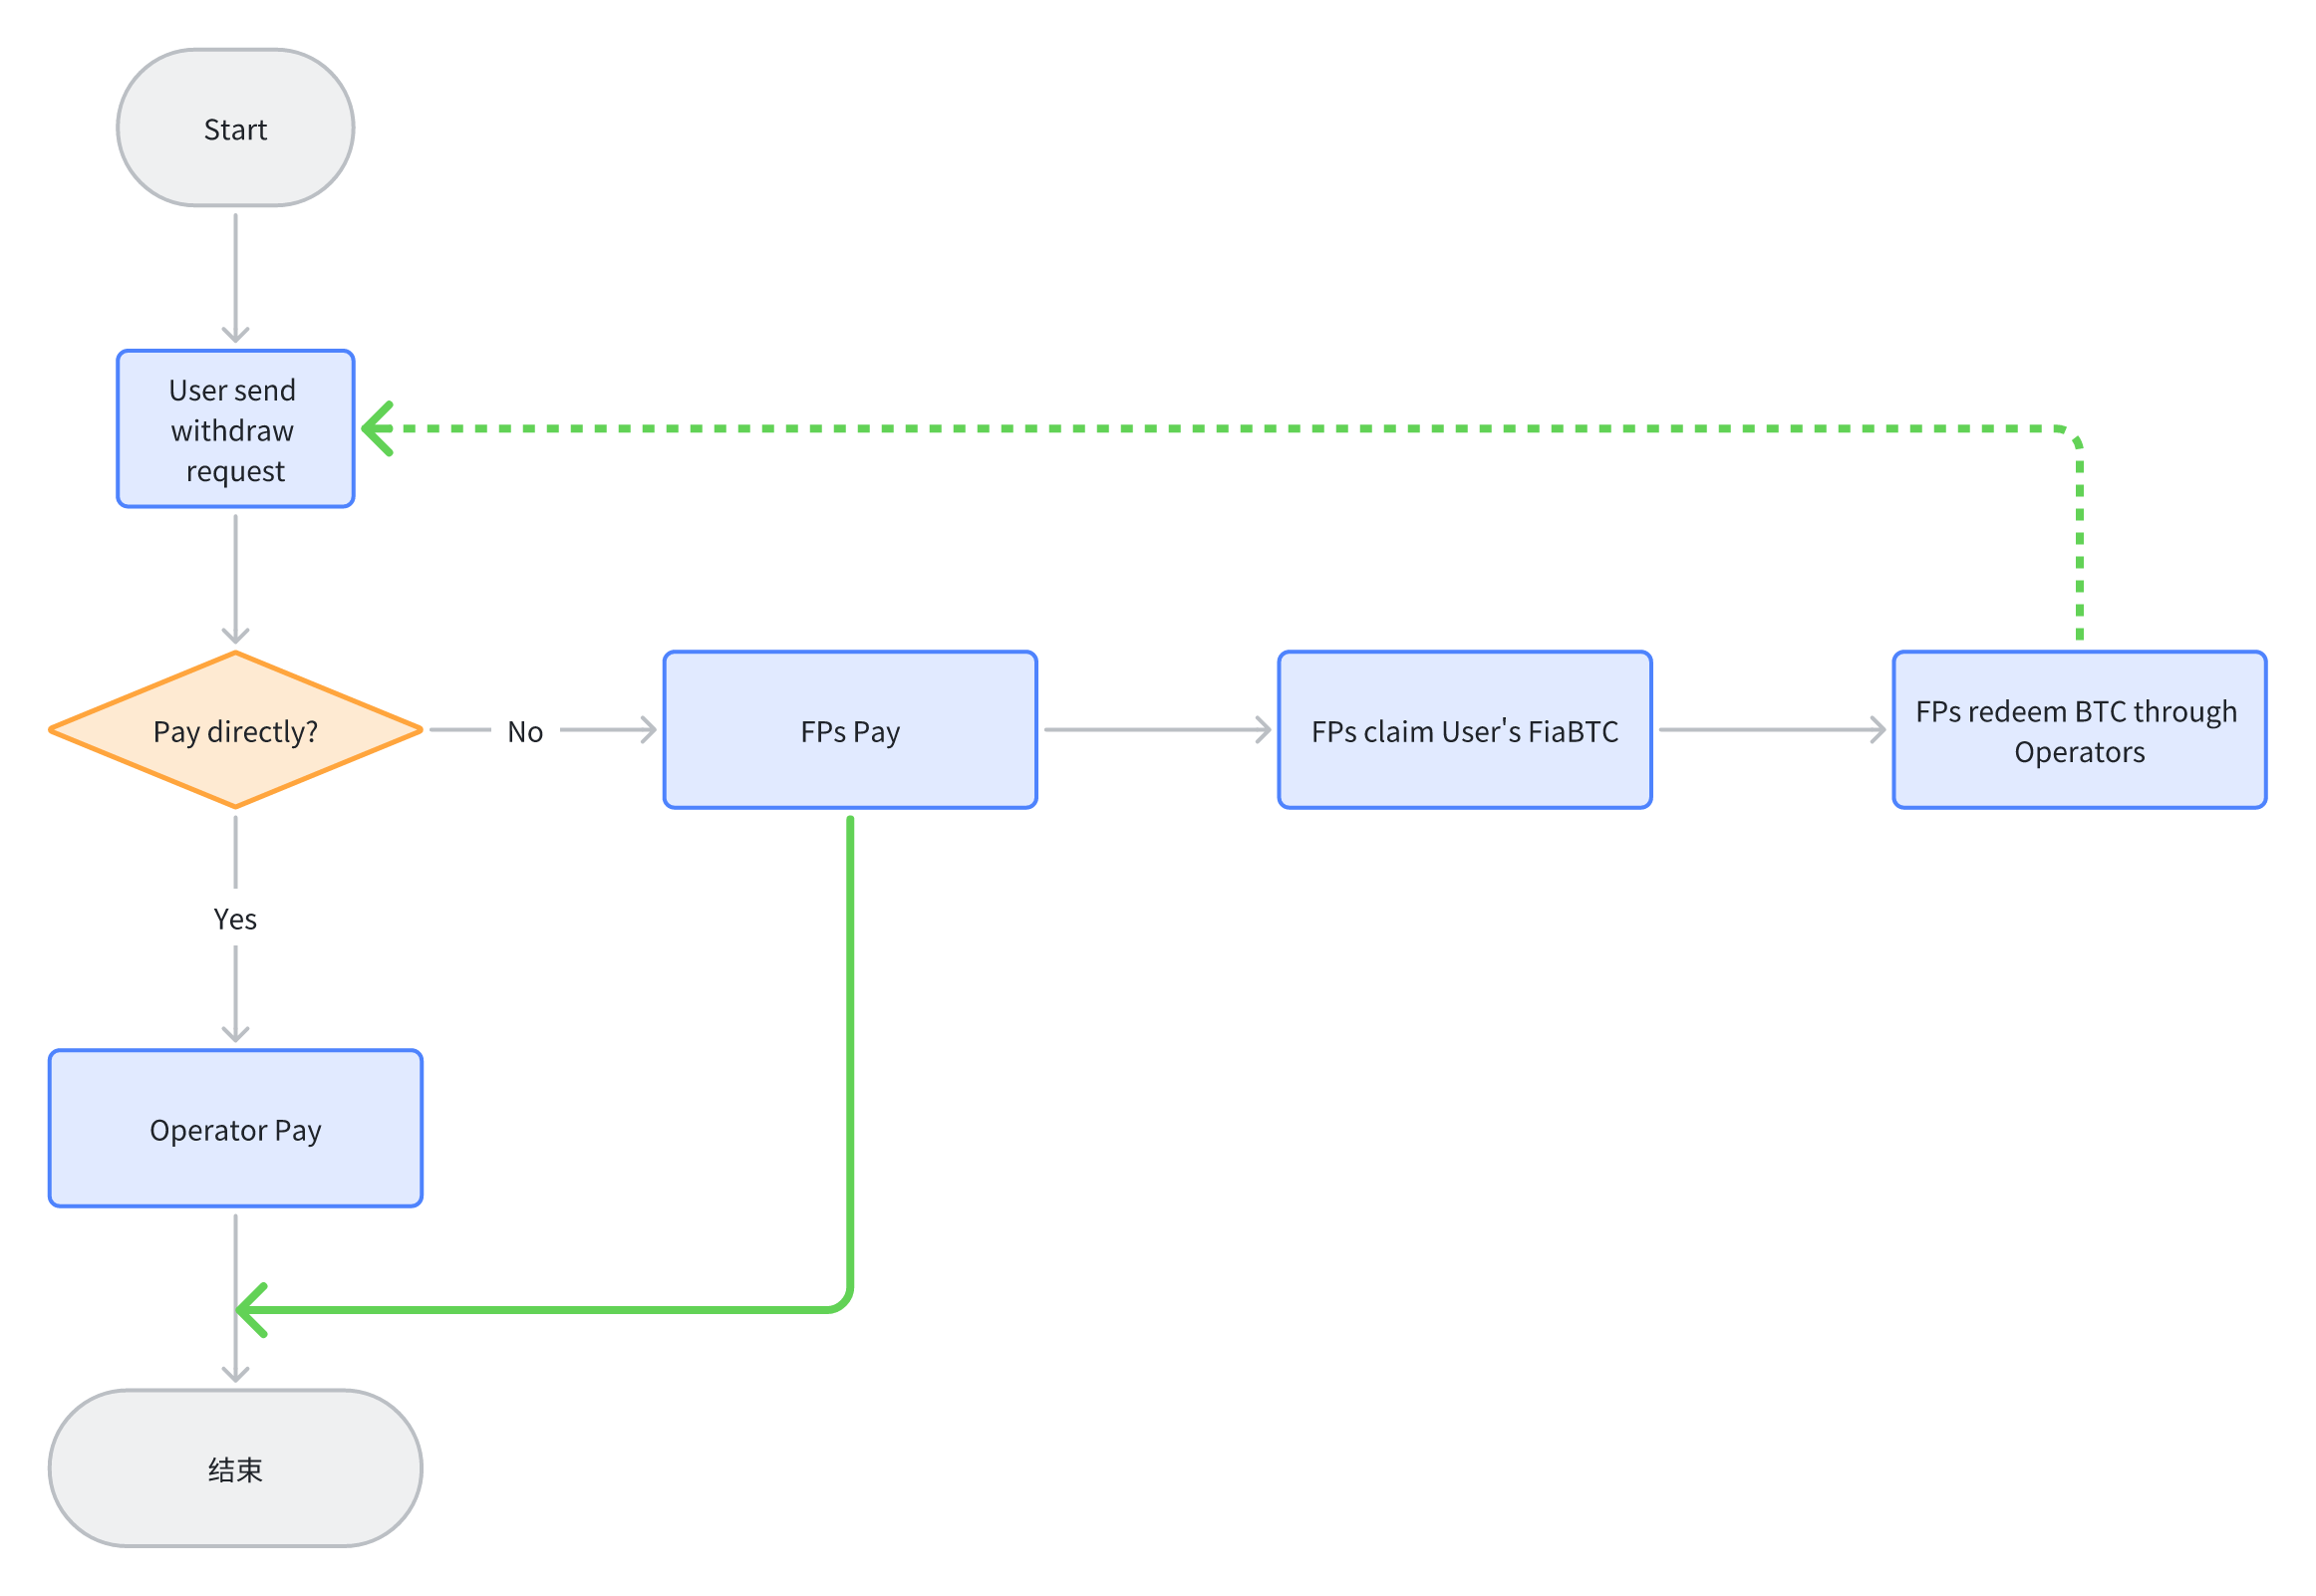 Start
User send
withdraw
request
Pay directly?
No
FPs Pay
FPs claim User's FiaBTC
FPs redeem BTC through
Operators
Yes
Operator Pay
结束